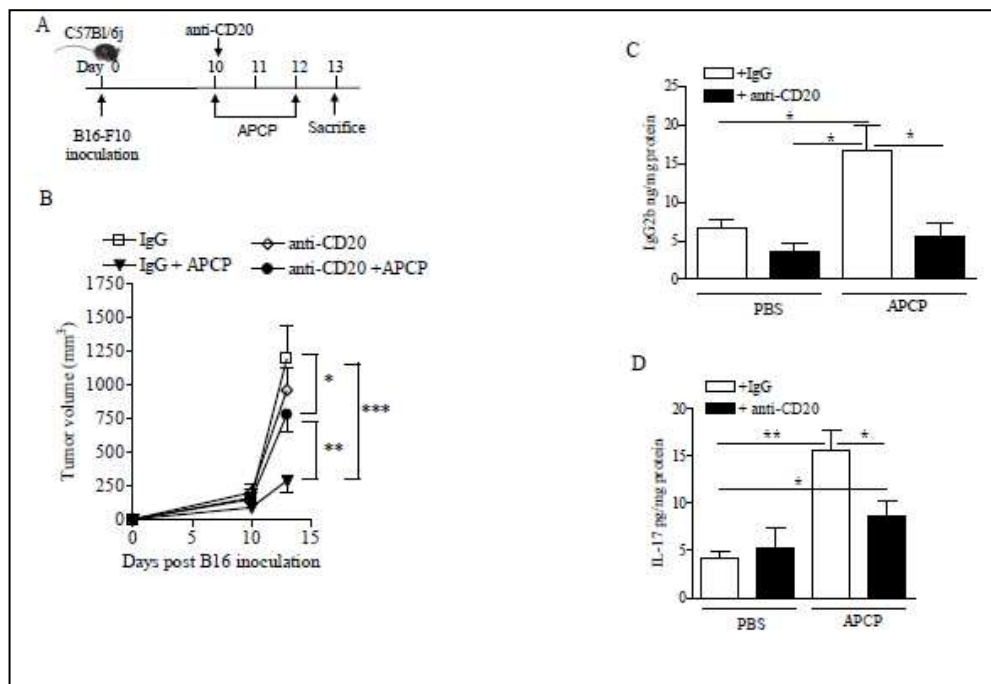 A
C57Bl/6j
anti-CD20
Day 0 10 11 12 13
B16-F10
inoculation
APCP
Sacrifice
B
IgG
anti-CD20
IgG + APCP
anti-CD20 +APCP
Tumor volume (mm³)
1750
1500
1250
1000
750
500
250
0
*
**
***
0 5 10 15
Days post B16 inoculation
C
+IgG
+ anti-CD20
IgG2b ng/mg protein
25
20
15
10
5
0
*
* *
PBS APCP
D
+IgG
+ anti-CD20
IL-17 pg/mg protein
20
15
10
5
0
** *
*
PBS APCP